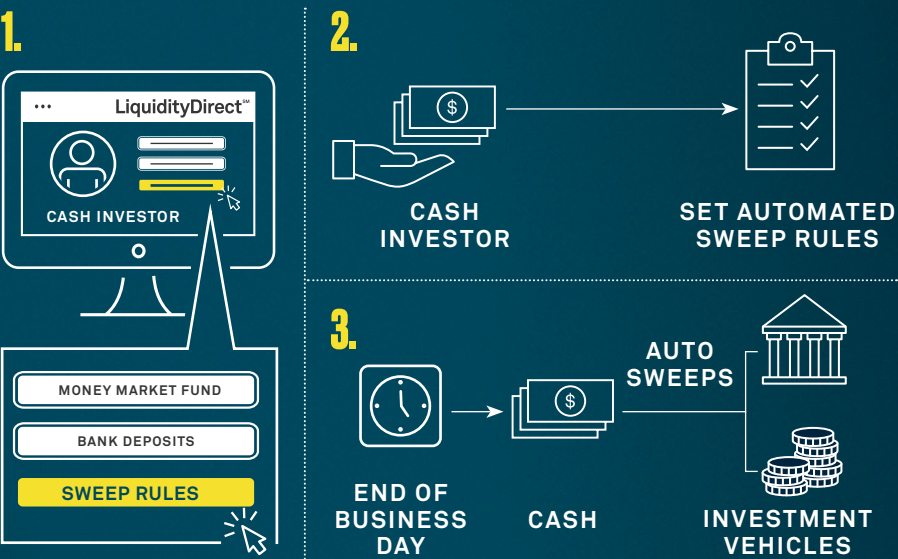 1.
LiquidityDirect℠
CASH INVESTOR
MONEY MARKET FUND
BANK DEPOSITS
SWEEP RULES
2.
$
CASH
INVESTOR
SET AUTOMATED
SWEEP RULES
3.
$
AUTO
SWEEPS
END OF
BUSINESS
DAY
CASH
INVESTMENT
VEHICLES